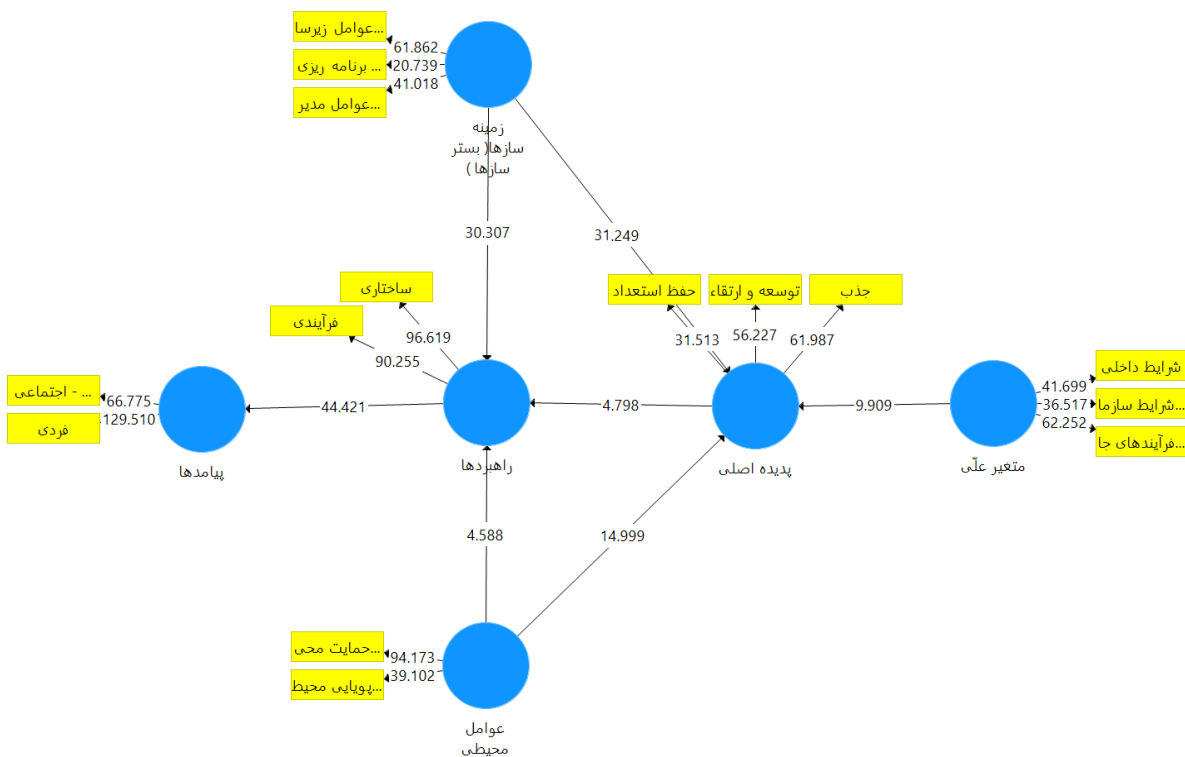 عوامل زیرسا...
61.862
برنامه ریزی ...
20.739
عوامل مدیر...
41.018
زمینه
سازها( بستر
سازها )
30.307
31.249
ساختاری
فرآیندی
96.619
90.255
حفظ استعداد
توسعه و ارتقاء
جذب
31.513
56.227
61.987
... - اجتماعی
66.775
فردی
129.510
پیامدها
44.421
راهبردها
4.798
پدیده اصلی
9.909
متغیر علّی
شرایط داخلی
41.699
شرایط سازما...
36.517
فرآیندهای جا...
62.252
4.588
14.999
حمایت محی...
94.173
پویایی محیط...
39.102
عوامل
محیطی